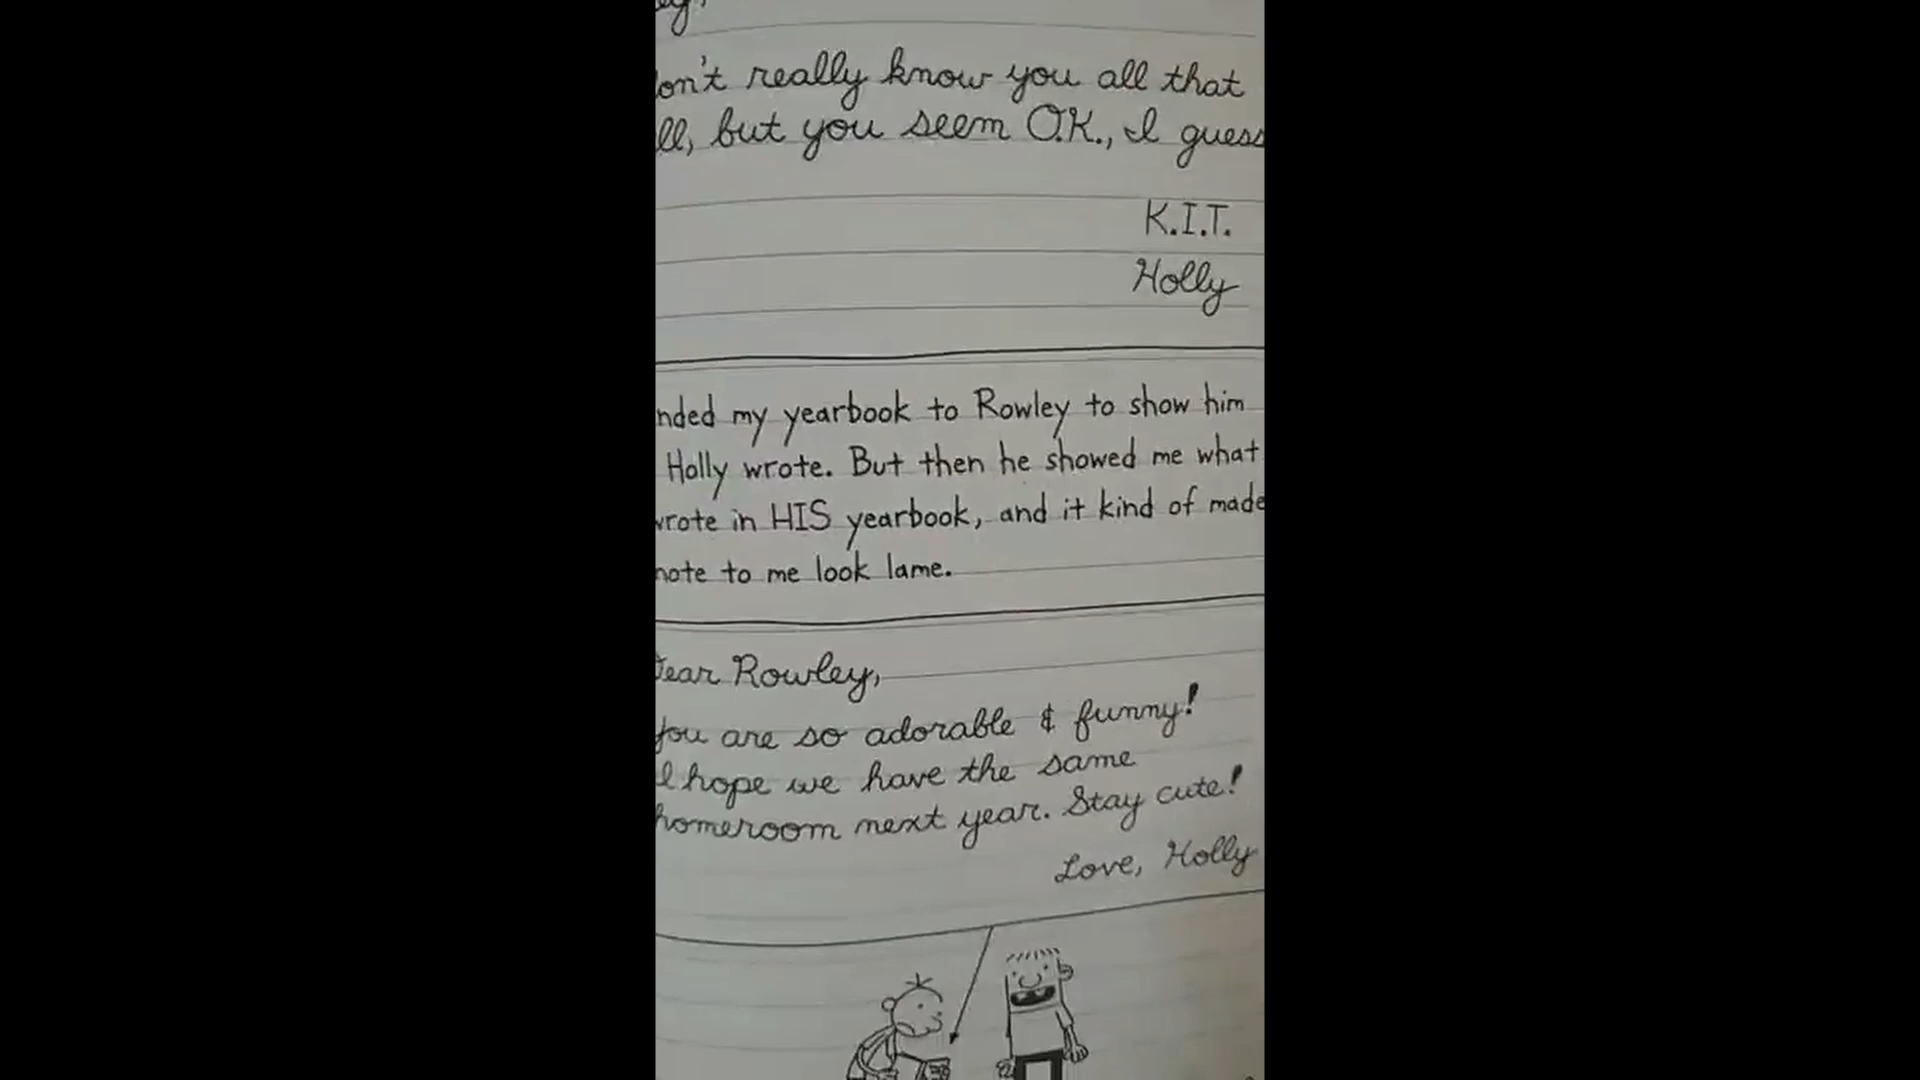 on't really know you all that
ll, but you seem O.K., I guess
K.I.T.
Holly
nded my yearbook to Rowley to show him
Holly wrote. But then he showed me what
wrote in HIS yearbook, and it kind of made
note to me look lame.
Dear Rowley,
You are so adorable & funny!
I hope we have the same
homeroom next year. Stay cute!
Love, Holly